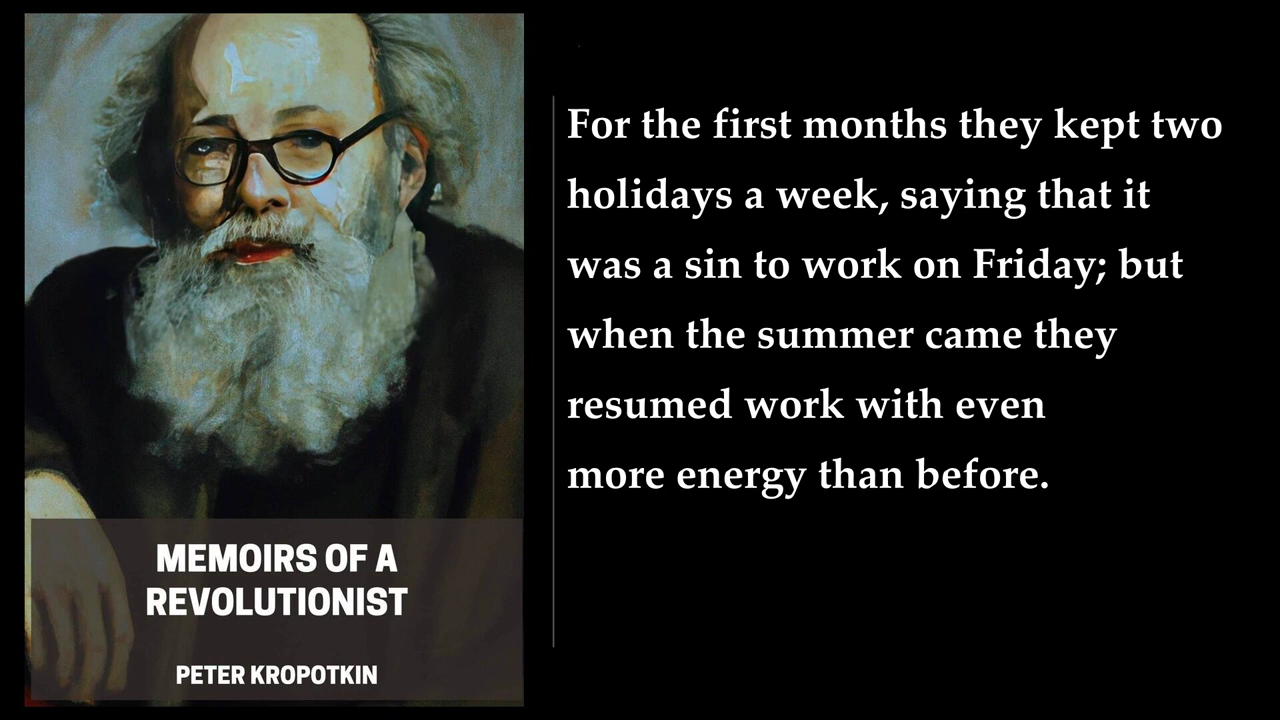 For the first months they kept two
holidays a week, saying that it
was a sin to work on Friday; but
when the summer came they
resumed work with even
more energy than before.
MEMOIRS OF A
REVOLUTIONIST
PETER KROPOTKIN